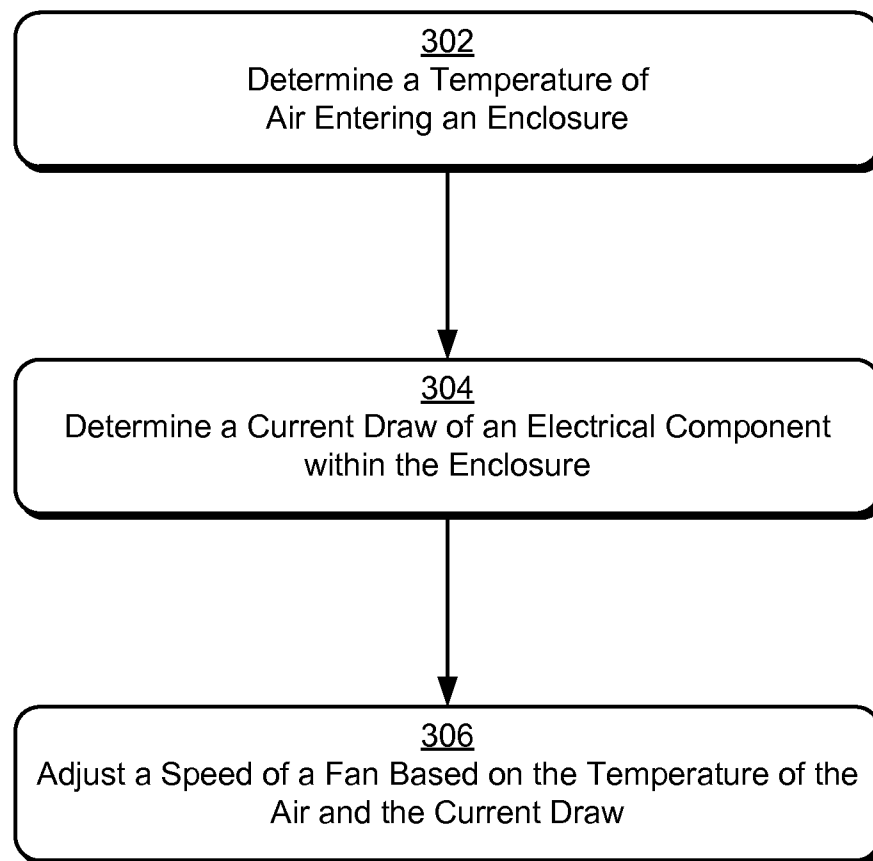 302
Determine a Temperature of
Air Entering an Enclosure
304
Determine a Current Draw of an Electrical Component
within the Enclosure
306
Adjust a Speed of a Fan Based on the Temperature of the
Air and the Current Draw